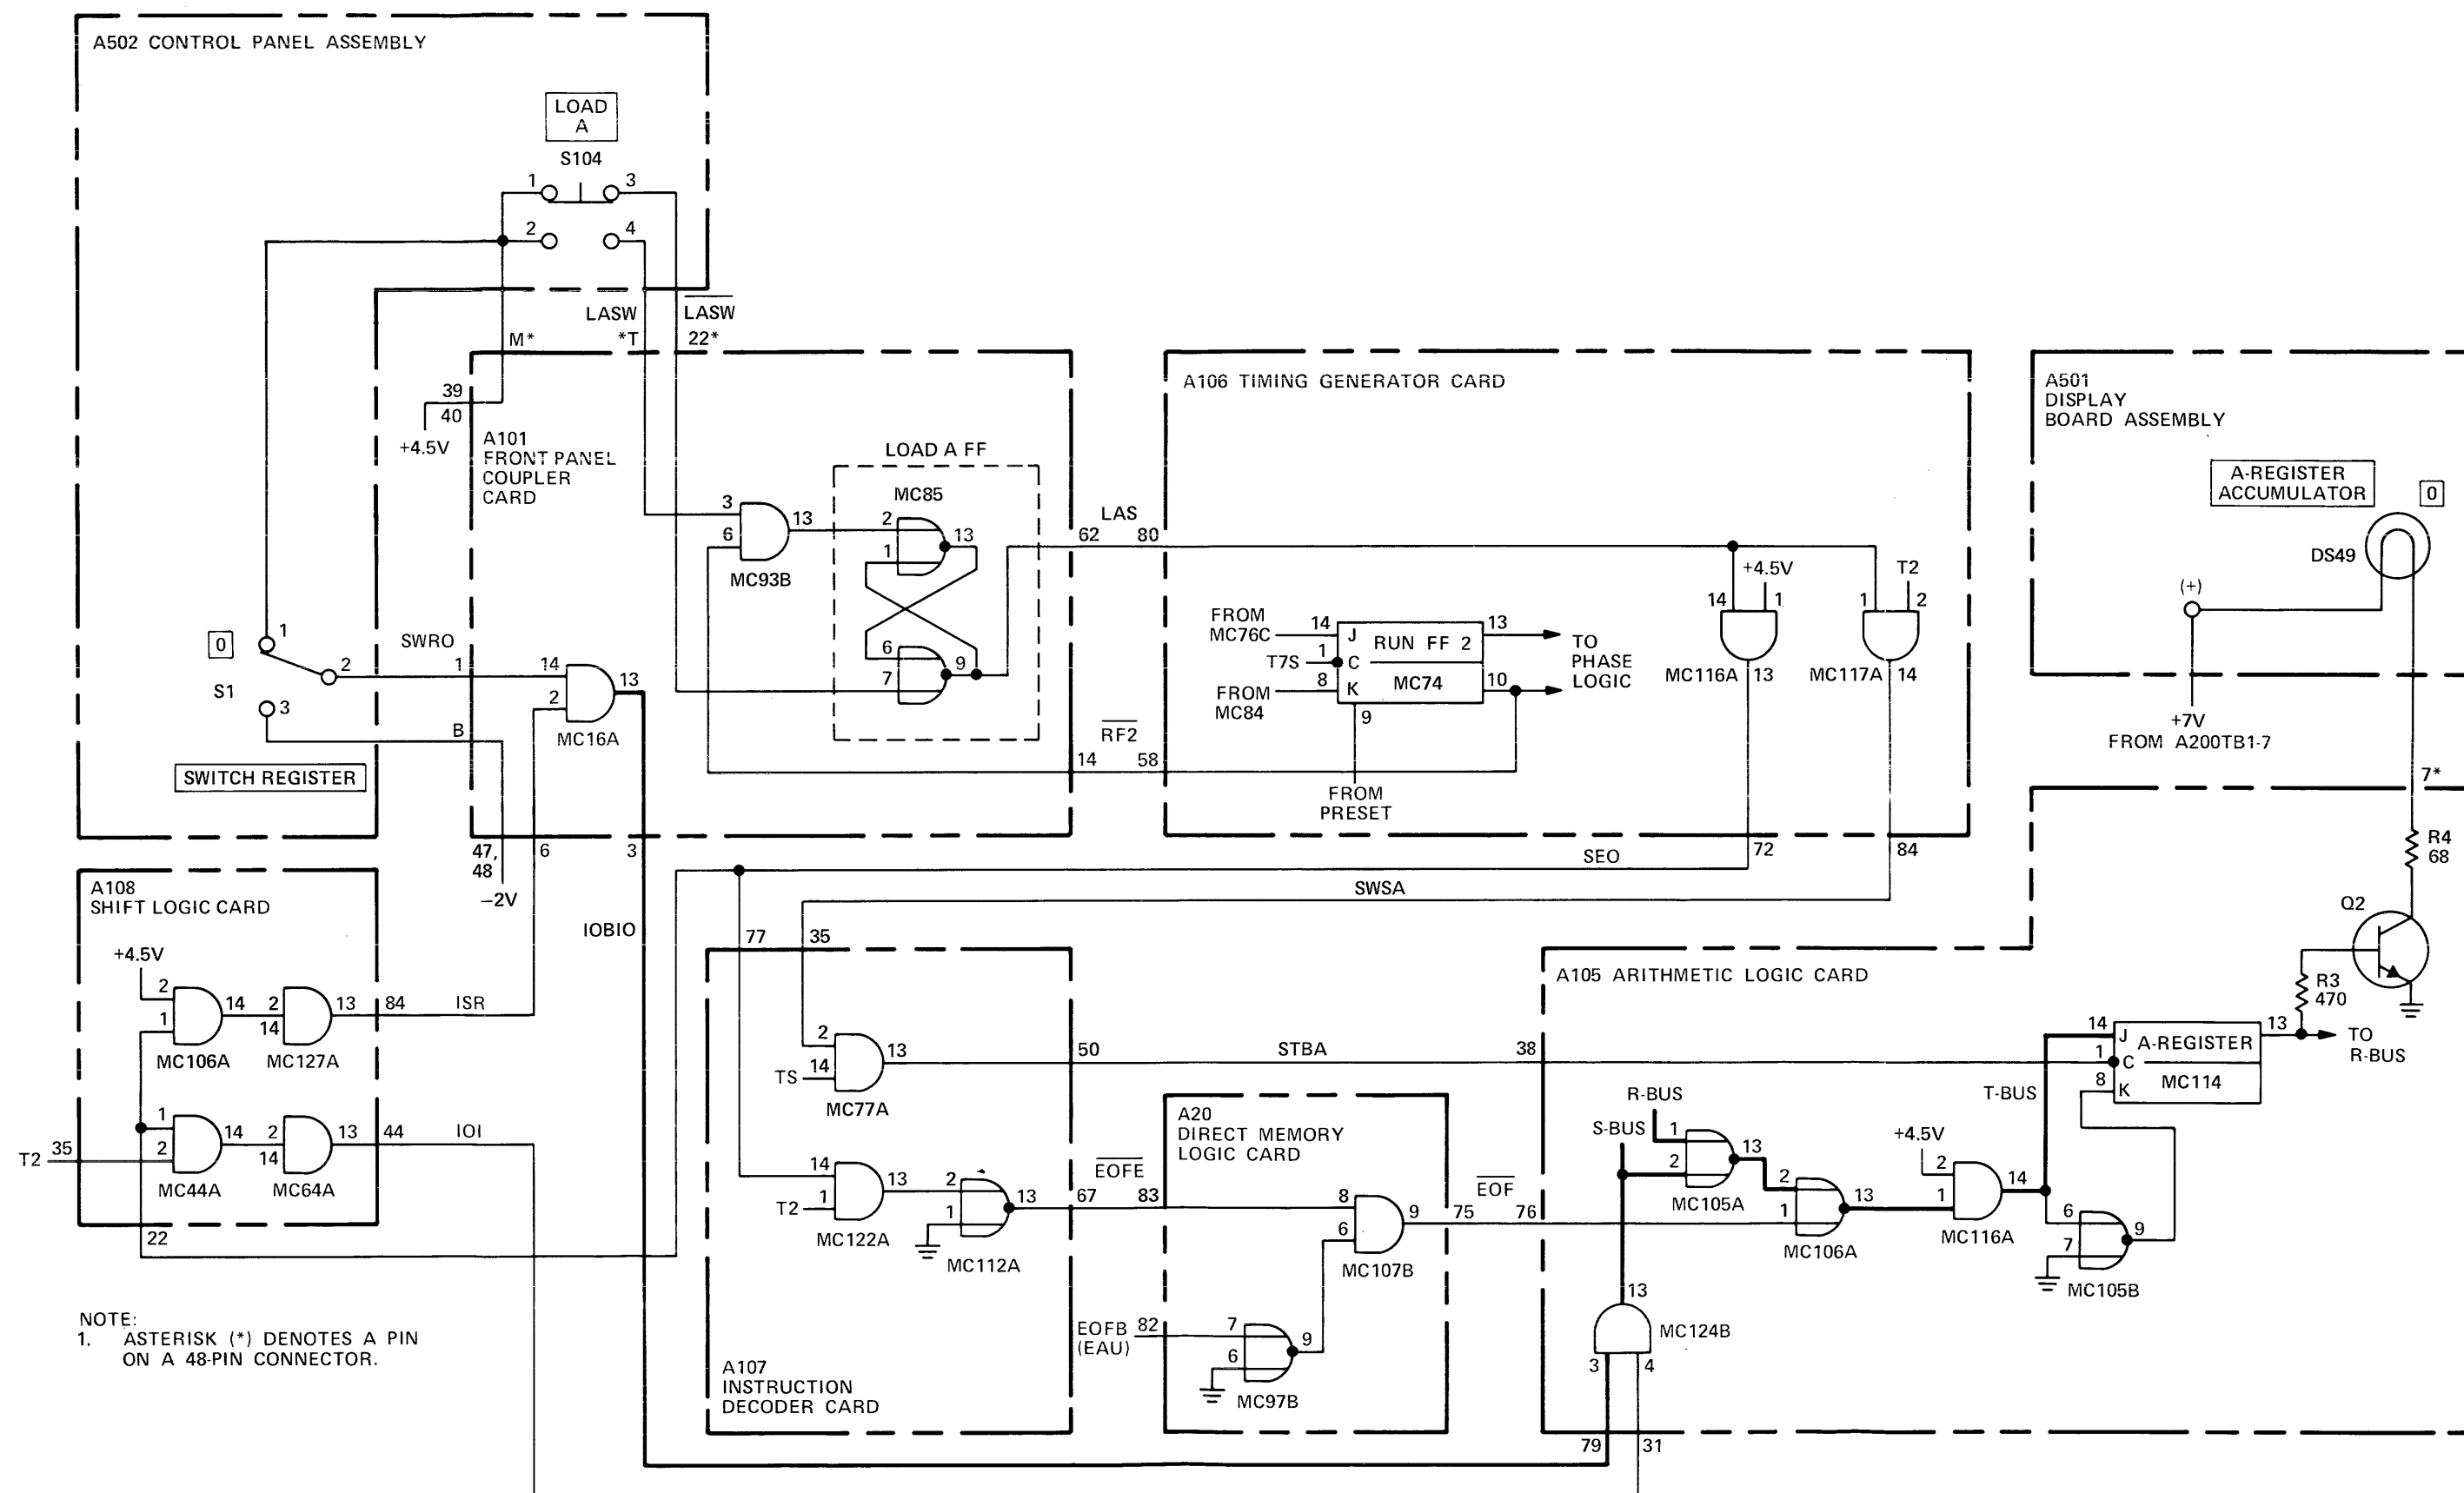 A502 CONTROL PANEL ASSEMBLY
LOAD
A
S104
1
3
2
4
LASW
LASW
M*
*T
22*
39
40
+4.5V
A101
FRONT PANEL
COUPLER
CARD
LOAD A FF
MC85
3
6
13
MC93B
2
1
13
6
7
9
0
1
2
3
S1
SWRO
1
14
2
13
MC16A
B
SWITCH REGISTER
47,
48
−2V
6
3
LAS
62
80
RF2
14
58
A106 TIMING GENERATOR CARD
FROM
MC76C
14
J
RUN FF 2
13
T7S
1
C
FROM
MC84
8
K
MC74
10
9
FROM
PRESET
TO
PHASE
LOGIC
+4.5V
14
1
MC116A
13
T2
1
2
MC117A
14
72
84
SEO
SWSA
A501
DISPLAY
BOARD ASSEMBLY
A-REGISTER
ACCUMULATOR
0
DS49
(+)
+7V
FROM A200TB1-7
7*
R4
68
Q2
R3
470
A108
SHIFT LOGIC CARD
+4.5V
2
1
14
MC106A
2
14
13
MC127A
84
ISR
T2
35
1
2
14
MC44A
2
14
13
MC64A
44
IOI
22
IOBIO
77
35
2
TS
14
13
MC77A
50
STBA
38
14
T2
1
13
MC122A
2
1
13
MC112A
EOFE
67
83
A107
INSTRUCTION
DECODER CARD
A20
DIRECT MEMORY
LOGIC CARD
8
6
9
MC107B
EOFB
(EAU)
82
7
6
9
MC97B
EOF
75
76
A105 ARITHMETIC LOGIC CARD
R-BUS
S-BUS
1
2
13
MC105A
2
1
13
MC106A
+4.5V
2
1
14
MC116A
T-BUS
14
J
A-REGISTER
13
1
C
8
K
MC114
TO
R-BUS
6
7
9
MC105B
13
MC124B
3
4
79
31
NOTE:
1. ASTERISK (*) DENOTES A PIN
ON A 48-PIN CONNECTOR.